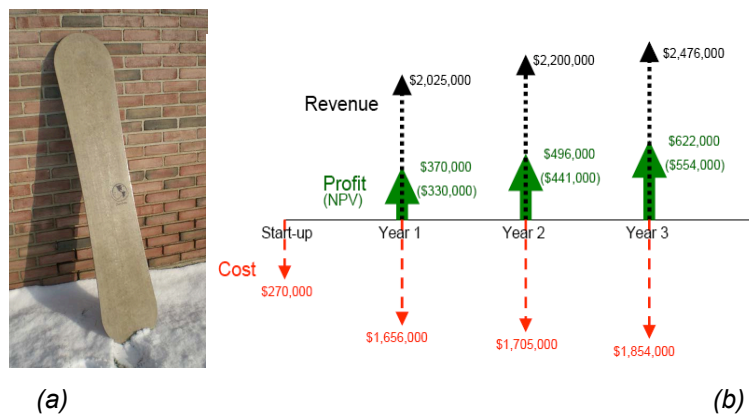 $2,025,000
$2,200,000
$2,476,000
Revenue
$370,000
($330,000)
$496,000
($441,000)
$622,000
($554,000)
Profit
(NPV)
Start-up
Year 1
Year 2
Year 3
Cost
$270,000
$1,656,000
$1,705,000
$1,854,000
(a)
(b)